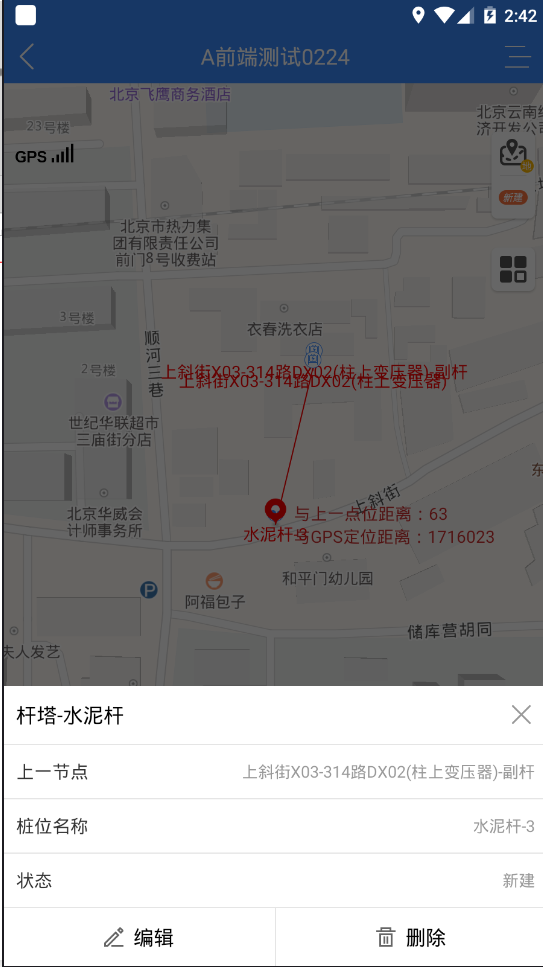 2:42
A前端测试0224
北京飞鹰商务酒店
北京云南经
济开发公司
23号楼
GPS
新建
北京市热力集
团有限责任公司
前门8号收费站
3号楼
顺河三巷
衣春洗衣店
2号楼
上斜街X03-314路DX02(柱上变压器)-副杆
上斜街X03-314路DX02(柱上变压器)
世纪华联超市
三庙街分店
东
上斜街
北京华威会
计师事务所
与上一点位距离：63
水泥杆-3
与GPS定位距离：1716023
和平门幼儿园
P
阿福包子
储库营胡同
夫人发艺
杆塔-水泥杆
上一节点
上斜街X03-314路DX02(柱上变压器)-副杆
桩位名称
水泥杆-3
状态
新建
编辑
删除